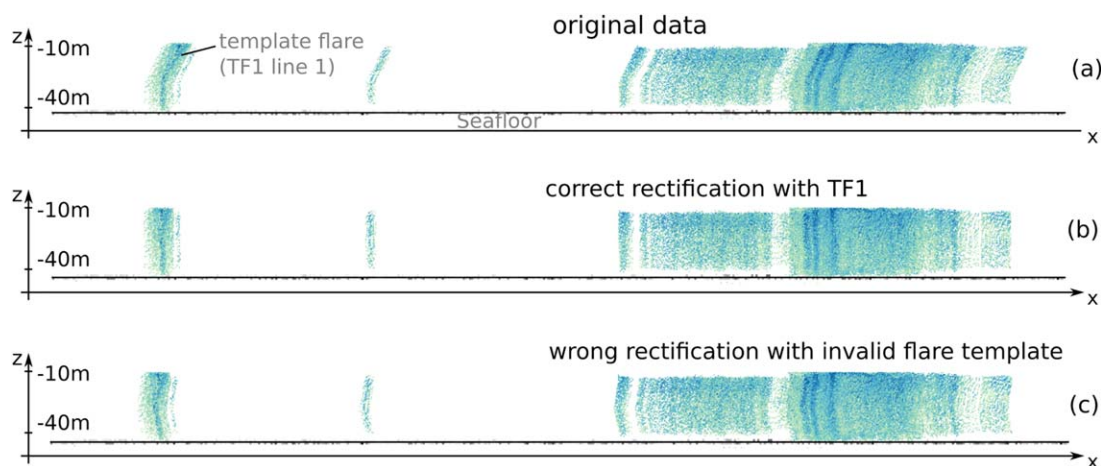 original data
z
-10m
template flare
(TF1 line 1)
(a)
-40m
Seafloor
x
correct rectification with TF1
z
-10m
(b)
-40m
x
wrong rectification with invalid flare template
z
-10m
(c)
-40m
x